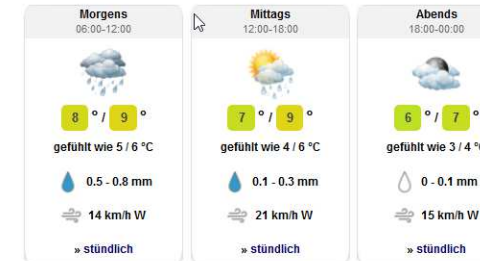 Morgens
06:00-12:00
8 ° / 9 °
gefühlt wie 5 / 6 °C
0.5 - 0.8 mm
14 km/h W
» stündlich
Mittags
12:00-18:00
7 ° / 9 °
gefühlt wie 4 / 6 °C
0.1 - 0.3 mm
21 km/h W
» stündlich
Abends
18:00-00:00
6 ° / 7 °
gefühlt wie 3 / 4 °C
0 - 0.1 mm
15 km/h W
» stündlich